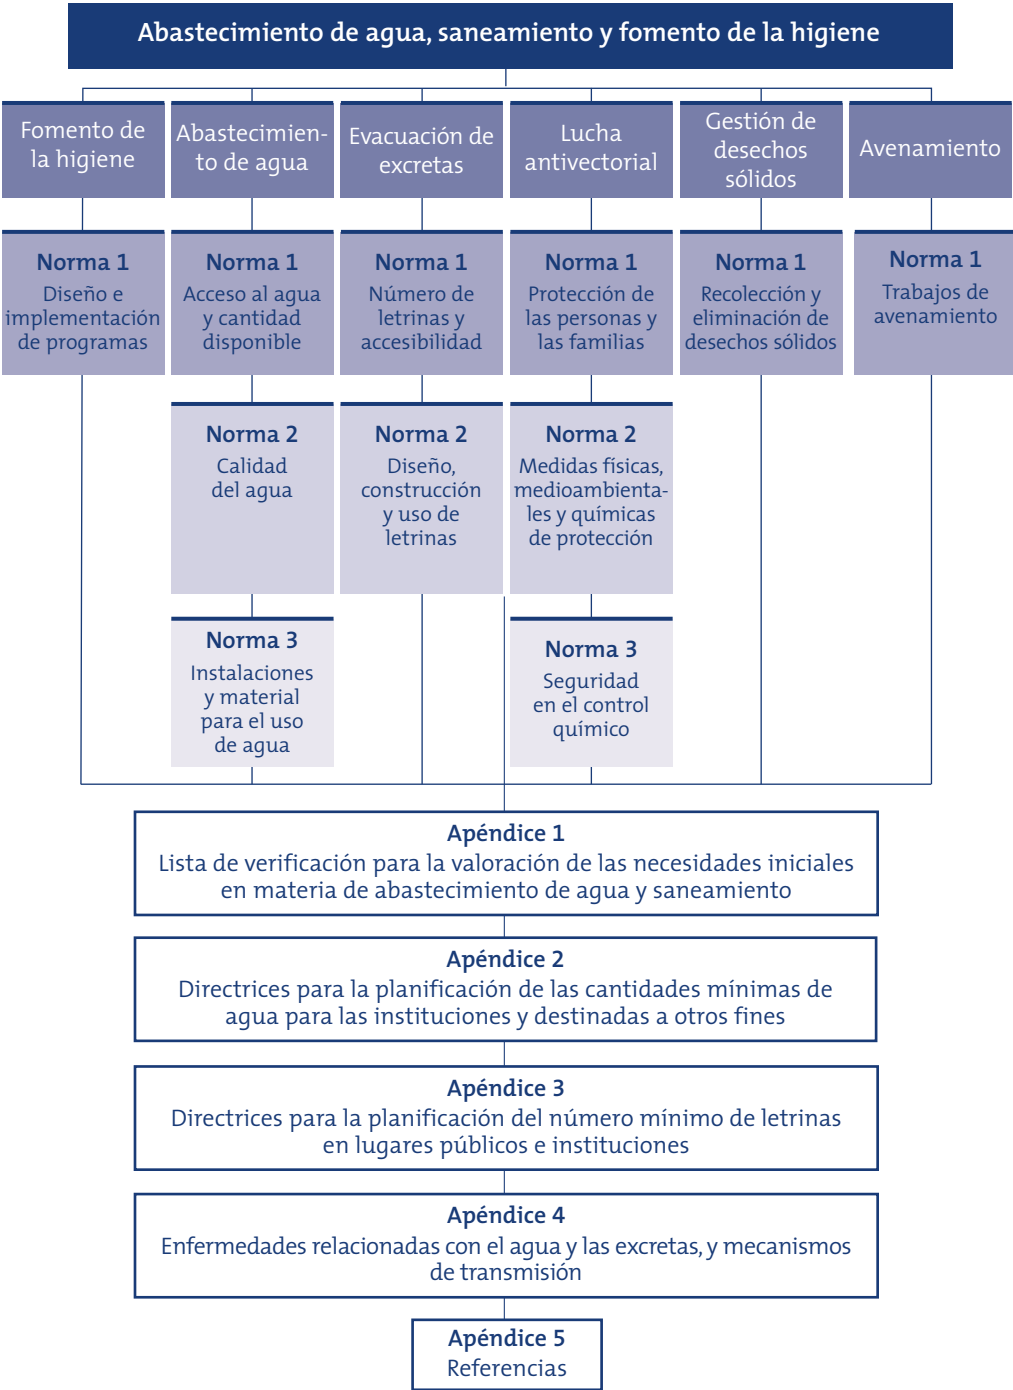 Abastecimiento de agua, saneamiento y fomento de la higiene
Fomento de
la higiene
Abastecimien-
to de agua
Evacuación de
excretas
Lucha
antivectorial
Gestión de
desechos
sólidos
Avenamiento
Norma 1
Diseño e
implementación
de programas
Norma 1
Acceso al agua
y cantidad
disponible
Norma 1
Número de
letrinas y
accesibilidad
Norma 1
Protección de
las personas y
las familias
Norma 1
Recolección y
eliminación de
desechos sólidos
Norma 1
Trabajos de
avenamiento
Norma 2
Calidad
del agua
Norma 2
Diseño,
construcción
y uso de
letrinas
Norma 2
Medidas físicas,
medioambienta-
les y químicas
de protección
Norma 3
Instalaciones
y material
para el uso
de agua
Norma 3
Seguridad
en el control
químico
Apéndice 1
Lista de verificación para la valoración de las necesidades iniciales
en materia de abastecimiento de agua y saneamiento
Apéndice 2
Directrices para la planificación de las cantidades mínimas de
agua para las instituciones y destinadas a otros fines
Apéndice 3
Directrices para la planificación del número mínimo de letrinas
en lugares públicos e instituciones
Apéndice 4
Enfermedades relacionadas con el agua y las excretas, y mecanismos
de transmisión
Apéndice 5
Referencias